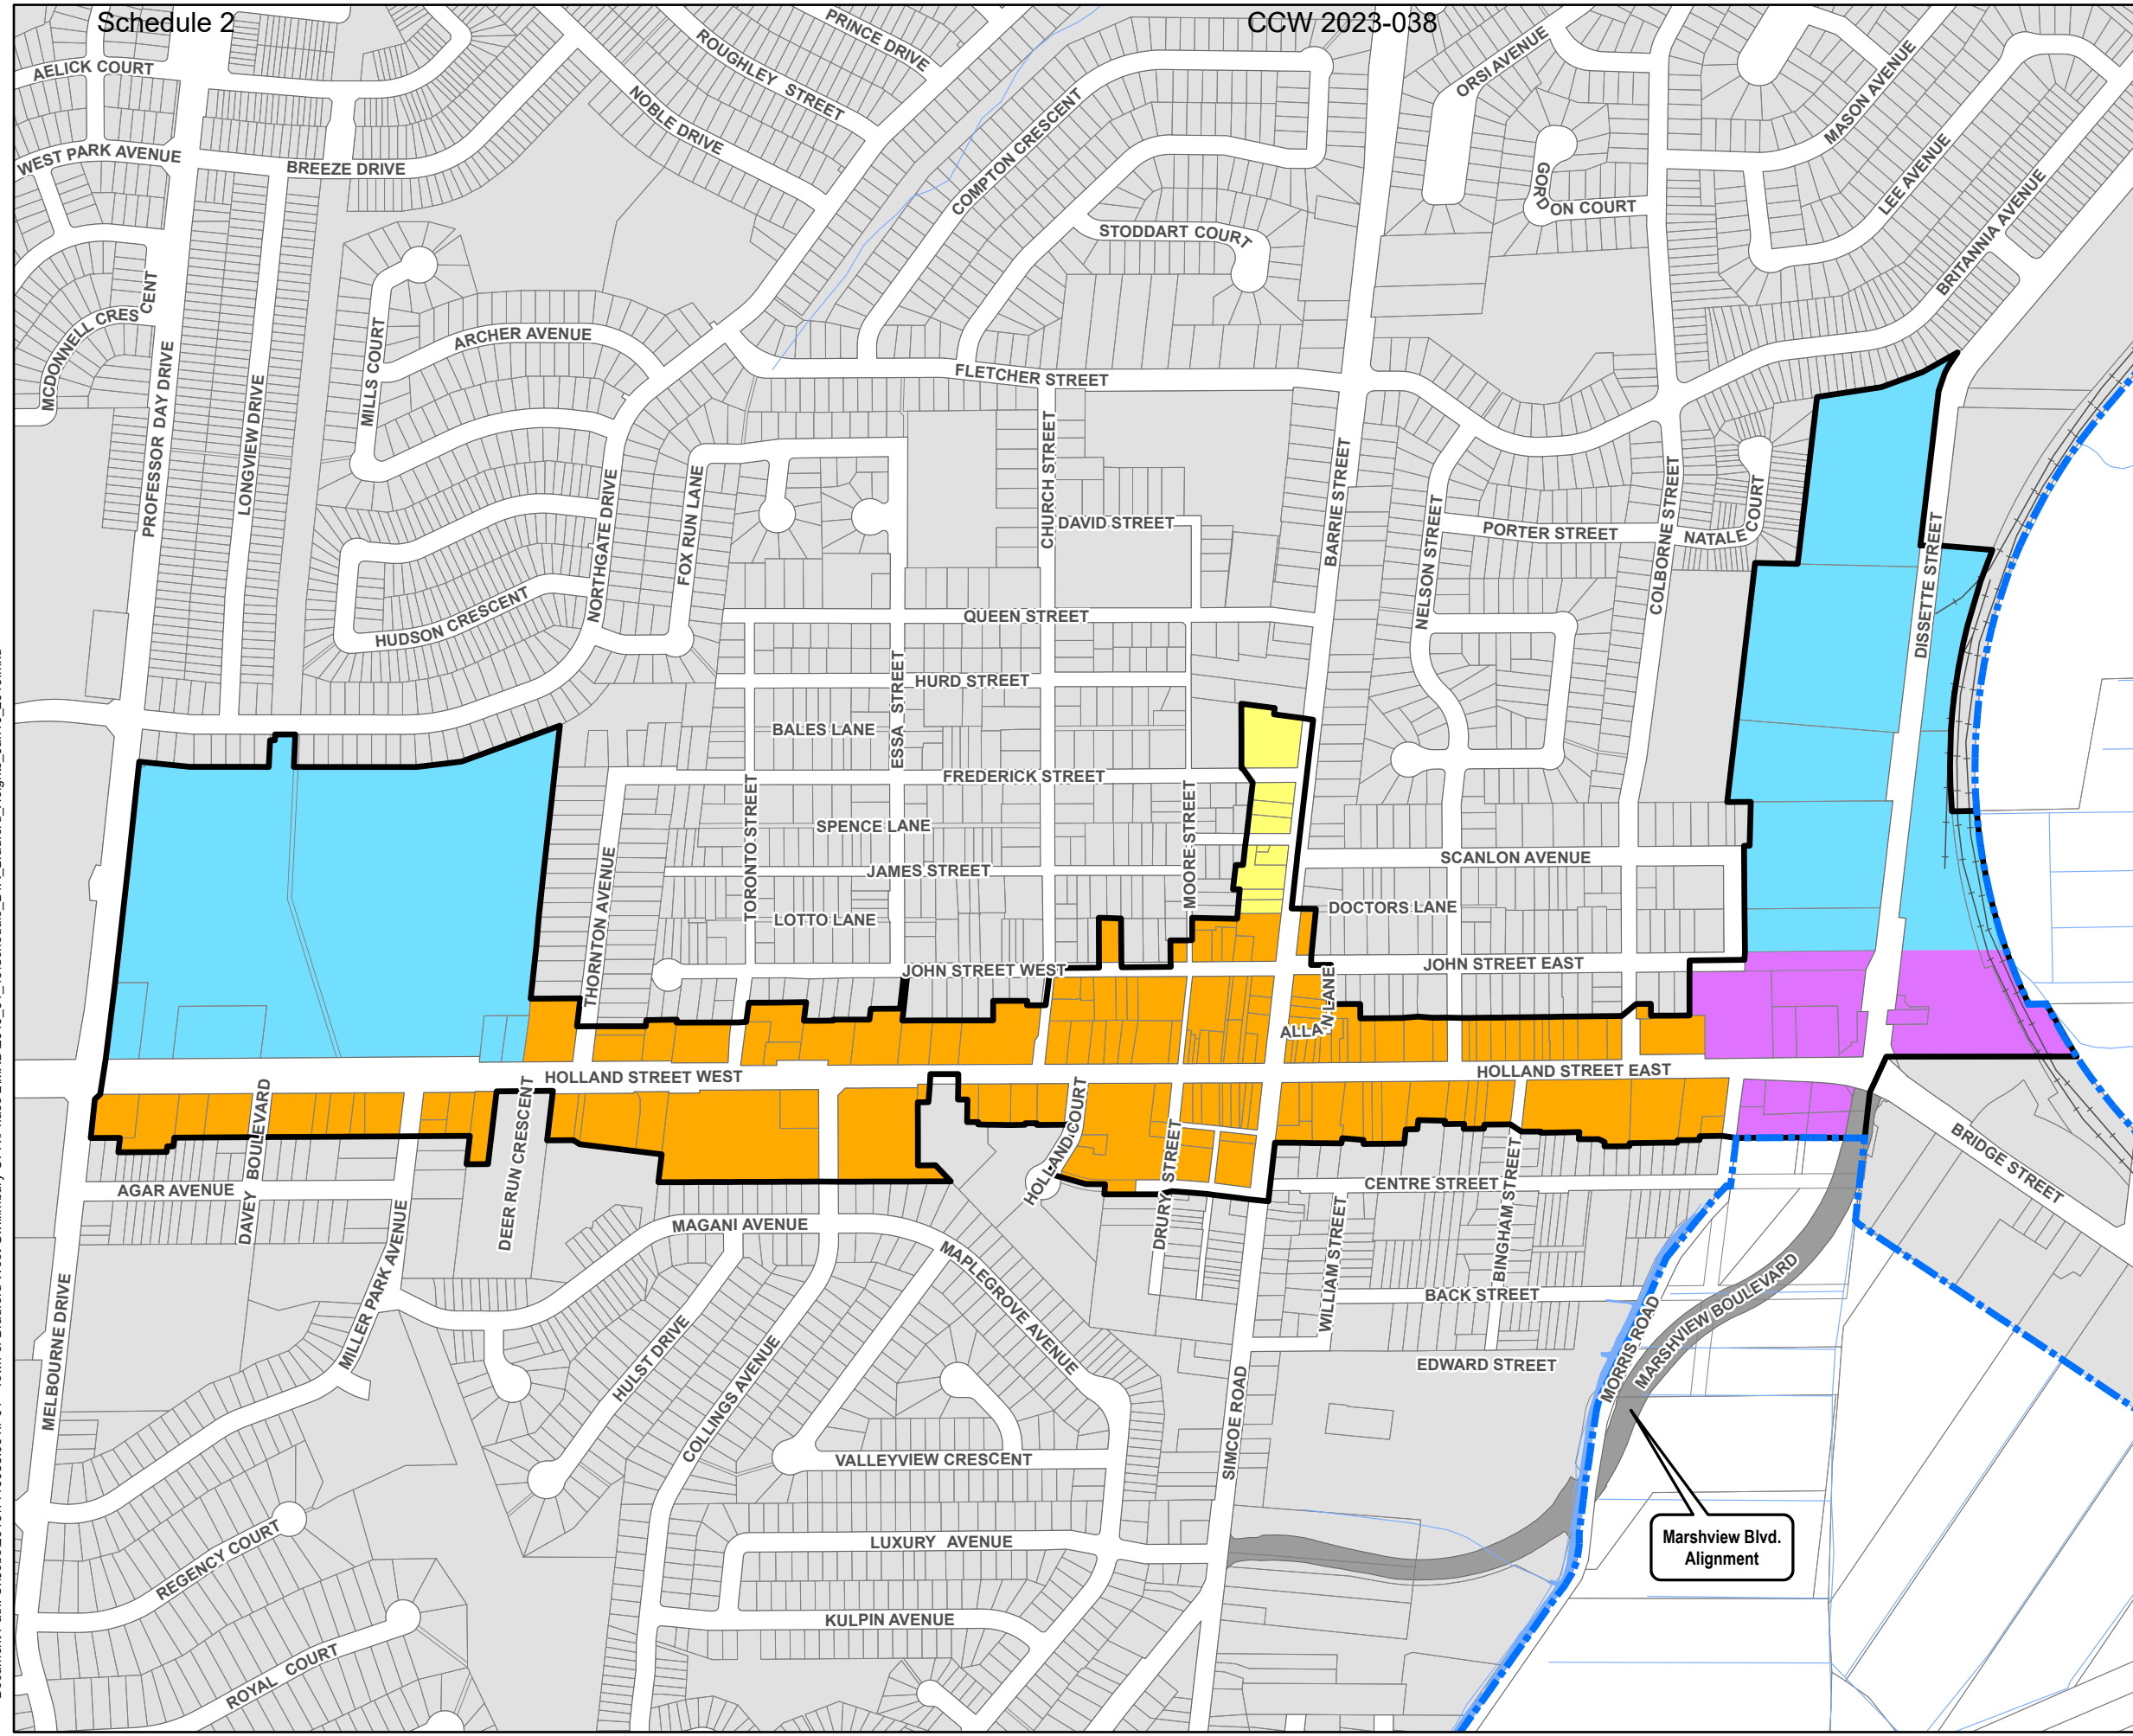 Schedule 2
CCW 2023-038
PRINCE DRIVE
ROUGHLEY STREET
ORSI AVENUE
AELICK COURT
NOBLE DRIVE
MASON AVENUE
COMPTON CRESCENT
WEST PARK AVENUE
BREEZE DRIVE
LEE AVENUE
GORDON COURT
STODDART COURT
BRITANNIA AVENUE
MCDONNELL CRESCENT
ARCHER AVENUE
MILLS COURT
FLETCHER STREET
PROFESSOR DAY DRIVE
LONGVIEW DRIVE
CHURCH STREET
BARRIE STREET
NORTHGATE DRIVE
FOX RUN LANE
DAVID STREET
NELSON STREET
PORTER STREET
COLBORNE STREET
NATALE COURT
DISSETTE STREET
HUDSON CRESCENT
QUEEN STREET
HURD STREET
ESSA STREET
BALES LANE
FREDERICK STREET
TORONTO STREET
SPENCE LANE
MOORE STREET
JAMES STREET
SCANLON AVENUE
THORNTON AVENUE
LOTTO LANE
DOCTORS LANE
JOHN STREET WEST
JOHN STREET EAST
ALLAN LANE
HOLLAND STREET WEST
HOLLAND STREET EAST
HOLLAND COURT
DAVEY BOULEVARD
DEER RUN CRESCENT
DRURY STREET
BRIDGE STREET
AGAR AVENUE
CENTRE STREET
BINGHAM STREET
WILLIAM STREET
MAGANI AVENUE
MILLER PARK AVENUE
MAPLEGROVE AVENUE
BACK STREET
MORRIS ROAD
MARSHVIEW BOULEVARD
MELBOURNE DRIVE
HULST DRIVE
COLLINGS AVENUE
EDWARD STREET
SIMCOE ROAD
VALLEYVIEW CRESCENT
Marshview Blvd.
Alignment
LUXURY AVENUE
REGENCY COURT
KULPIN AVENUE
ROYAL COURT